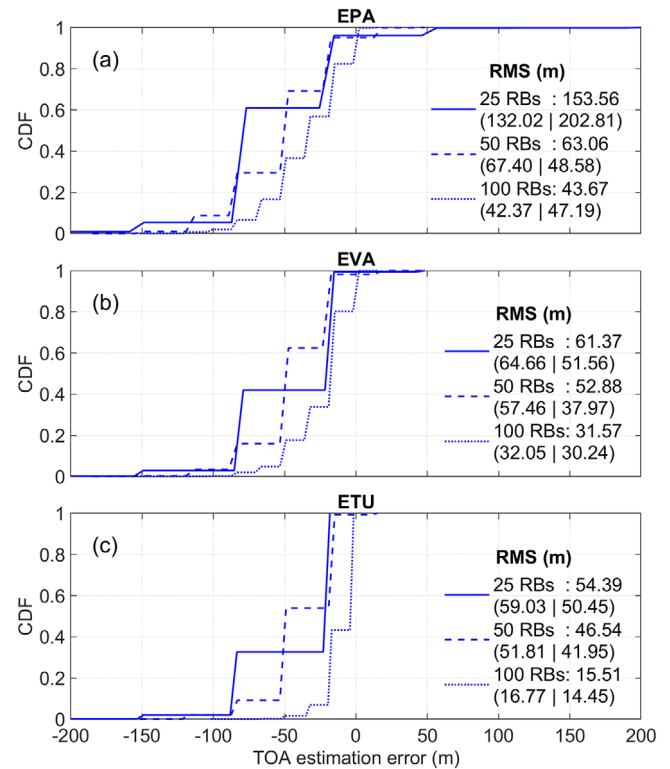 EPA
(a)
CDF
1
0.8
0.6
0.4
0.2
0
RMS (m)
25 RBs : 153.56
(132.02 | 202.81)
50 RBs : 63.06
(67.40 | 48.58)
100 RBs: 43.67
(42.37 | 47.19)
EVA
(b)
CDF
1
0.8
0.6
0.4
0.2
0
RMS (m)
25 RBs : 61.37
(64.66 | 51.56)
50 RBs : 52.88
(57.46 | 37.97)
100 RBs: 31.57
(32.05 | 30.24)
ETU
(c)
CDF
1
0.8
0.6
0.4
0.2
0
RMS (m)
25 RBs : 54.39
(59.03 | 50.45)
50 RBs : 46.54
(51.81 | 41.95)
100 RBs: 15.51
(16.77 | 14.45)
-200 -150 -100 -50 0 50 100 150 200
TOA estimation error (m)